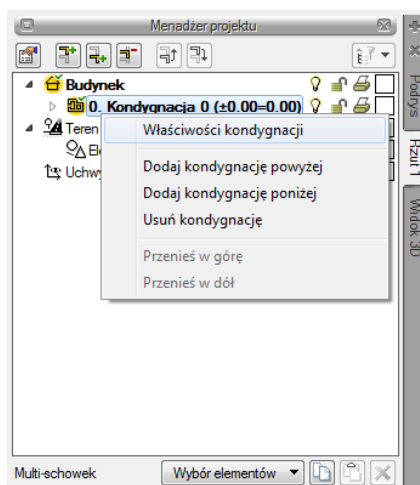 Menadżer projektu
Budynek
0. Kondygnacja 0 (±0.00=0.00)
Teren
Uchwy
Właściwości kondygnacji
Dodaj kondygnację powyżej
Dodaj kondygnację poniżej
Usuń kondygnację
Przenieś w górę
Przenieś w dół
Multi-schowek
Wybór elementów
Podrys
Rzut 1
Widok 3D